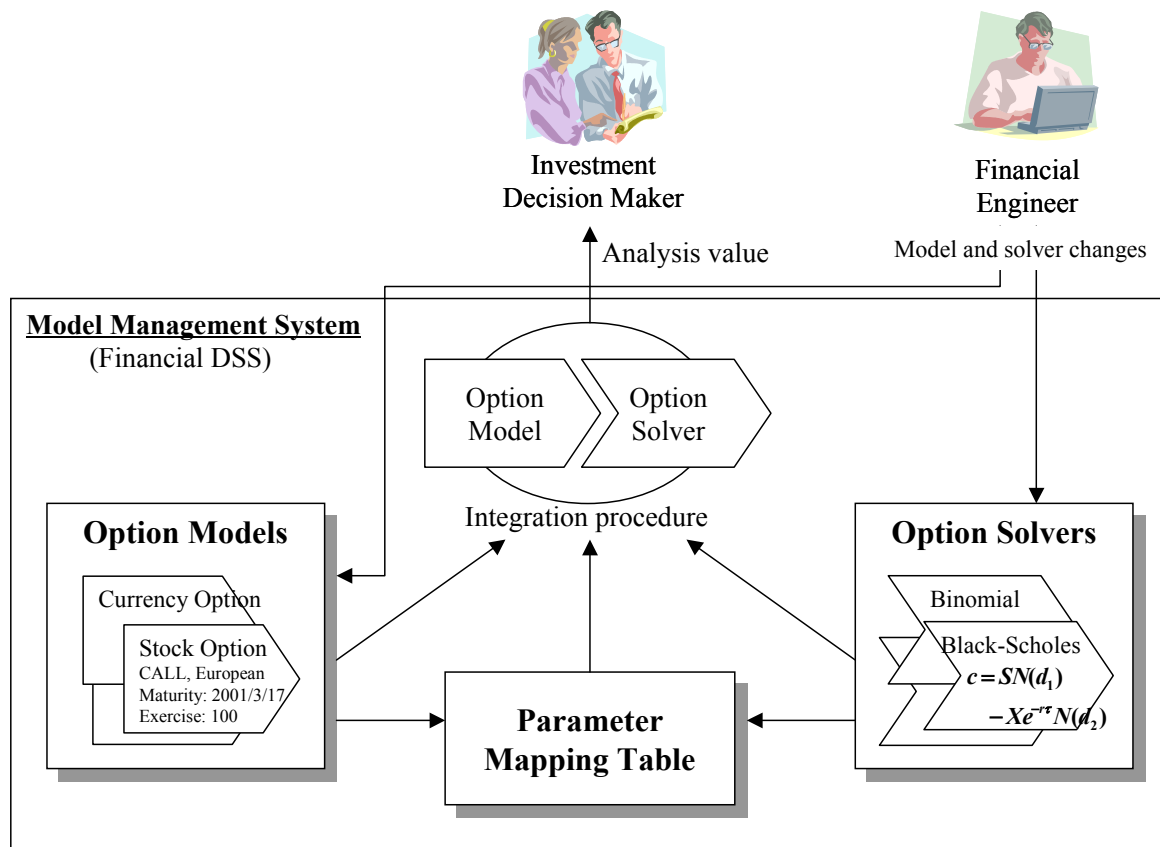 Investment
Decision Maker
Financial
Engineer
Analysis value
Model and solver changes
Model Management System
(Financial DSS)
Option
Model
Option
Solver
Integration procedure
Option Models
Currency Option
Stock Option
CALL, European
Maturity: 2001/3/17
Exercise: 100
Parameter
Mapping Table
Option Solvers
Binomial
Black-Scholes
c = SN(d₁)
− Xe⁻ʳᵗ N(d₂)